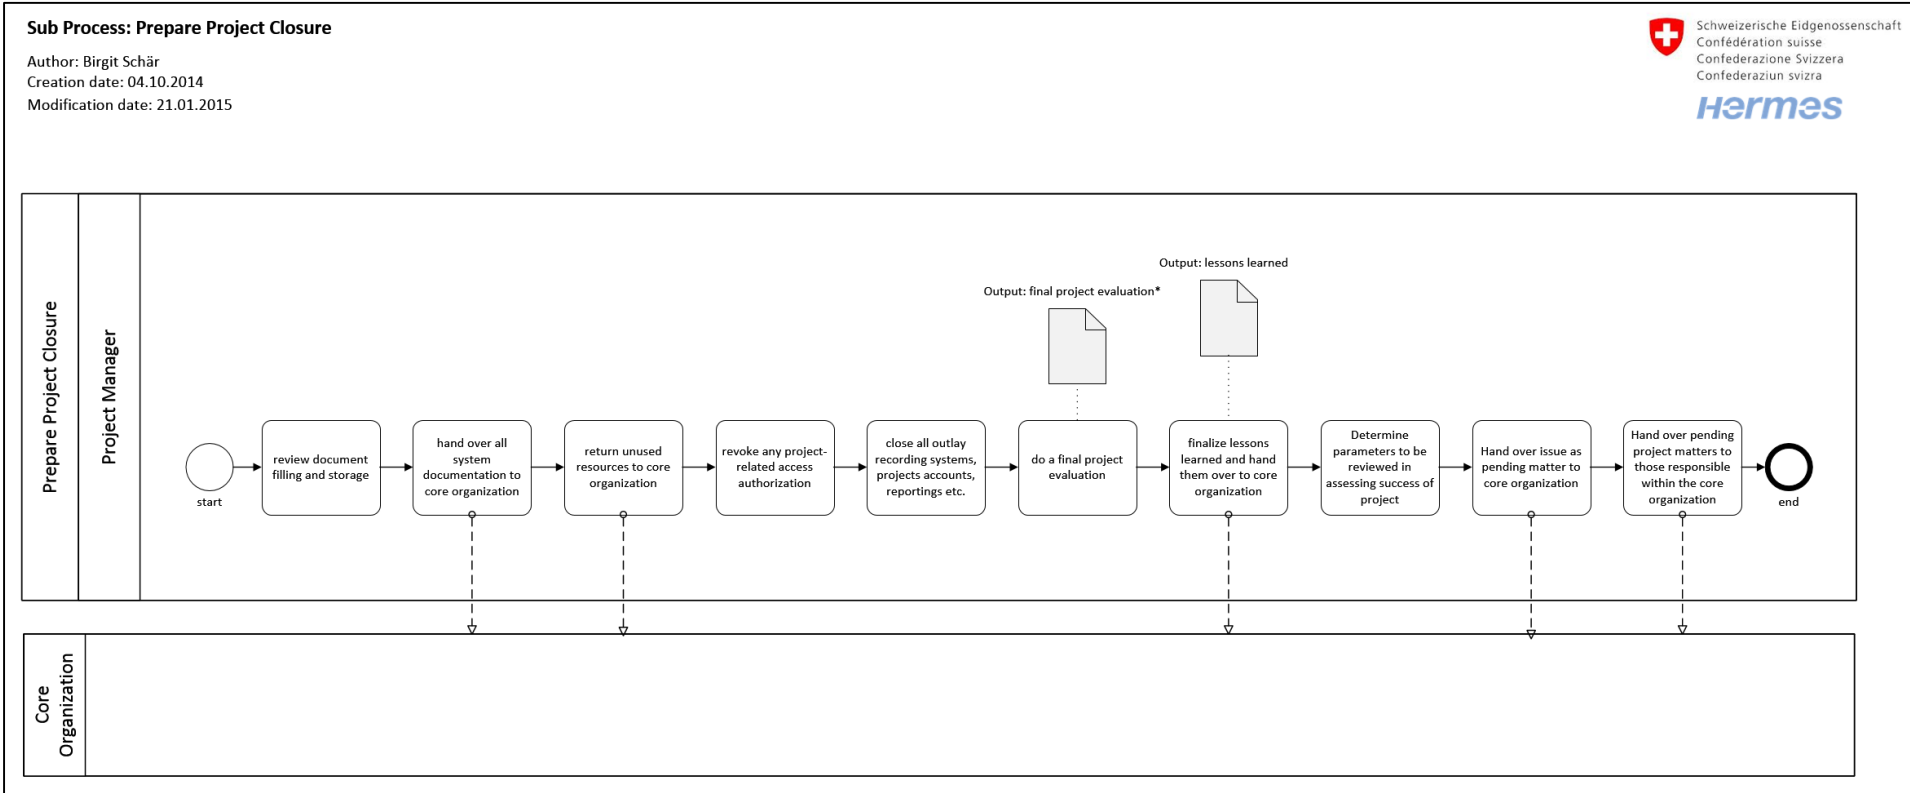 Sub Process: Prepare Project Closure
Author: Birgit Schär
Creation date: 04.10.2014
Modification date: 21.01.2015
Schweizerische Eidgenossenschaft
Confédération suisse
Confederazione Svizzera
Confederaziun svizra
Hermes
Prepare Project Closure
Project Manager
Output: final project evaluation*
Output: lessons learned
start
review document
filling and storage
hand over all
system
documentation to
core organization
return unused
resources to core
organization
revoke any project-
related access
authorization
close all outlay
recording systems,
projects accounts,
reportings etc.
do a final project
evaluation
finalize lessons
learned and hand
them over to core
organization
Determine
parameters to be
reviewed in
assessing success of
project
Hand over issue as
pending matter to
core organization
Hand over pending
project matters to
those responsible
within the core
organization
end
Core
Organization